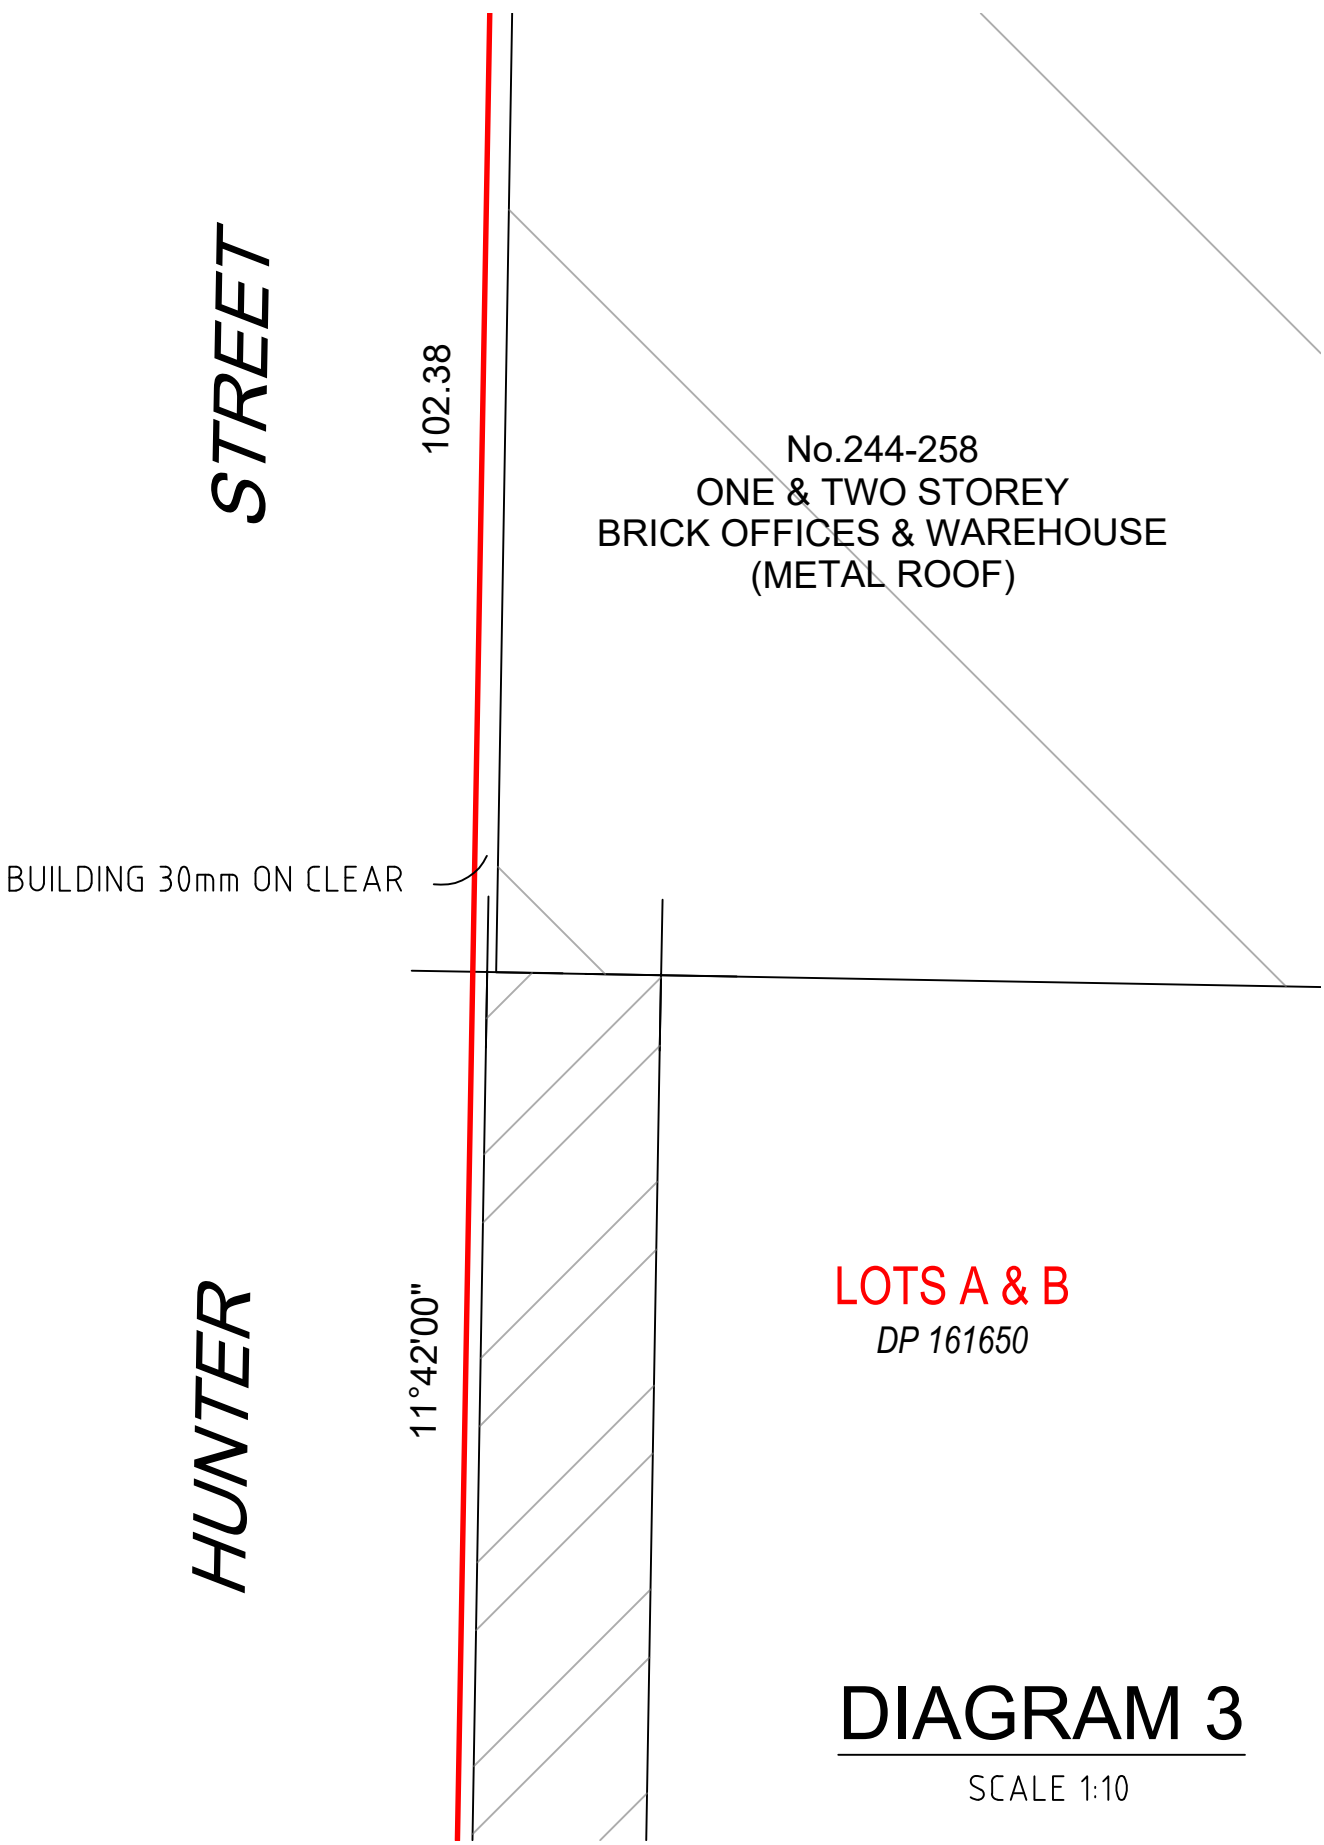 STREET
102.38
No.244-258
ONE & TWO STOREY
BRICK OFFICES & WAREHOUSE
(METAL ROOF)
BUILDING 30mm ON CLEAR
HUNTER
11°42'00"
LOTS A & B
DP 161650
DIAGRAM 3
SCALE 1:10